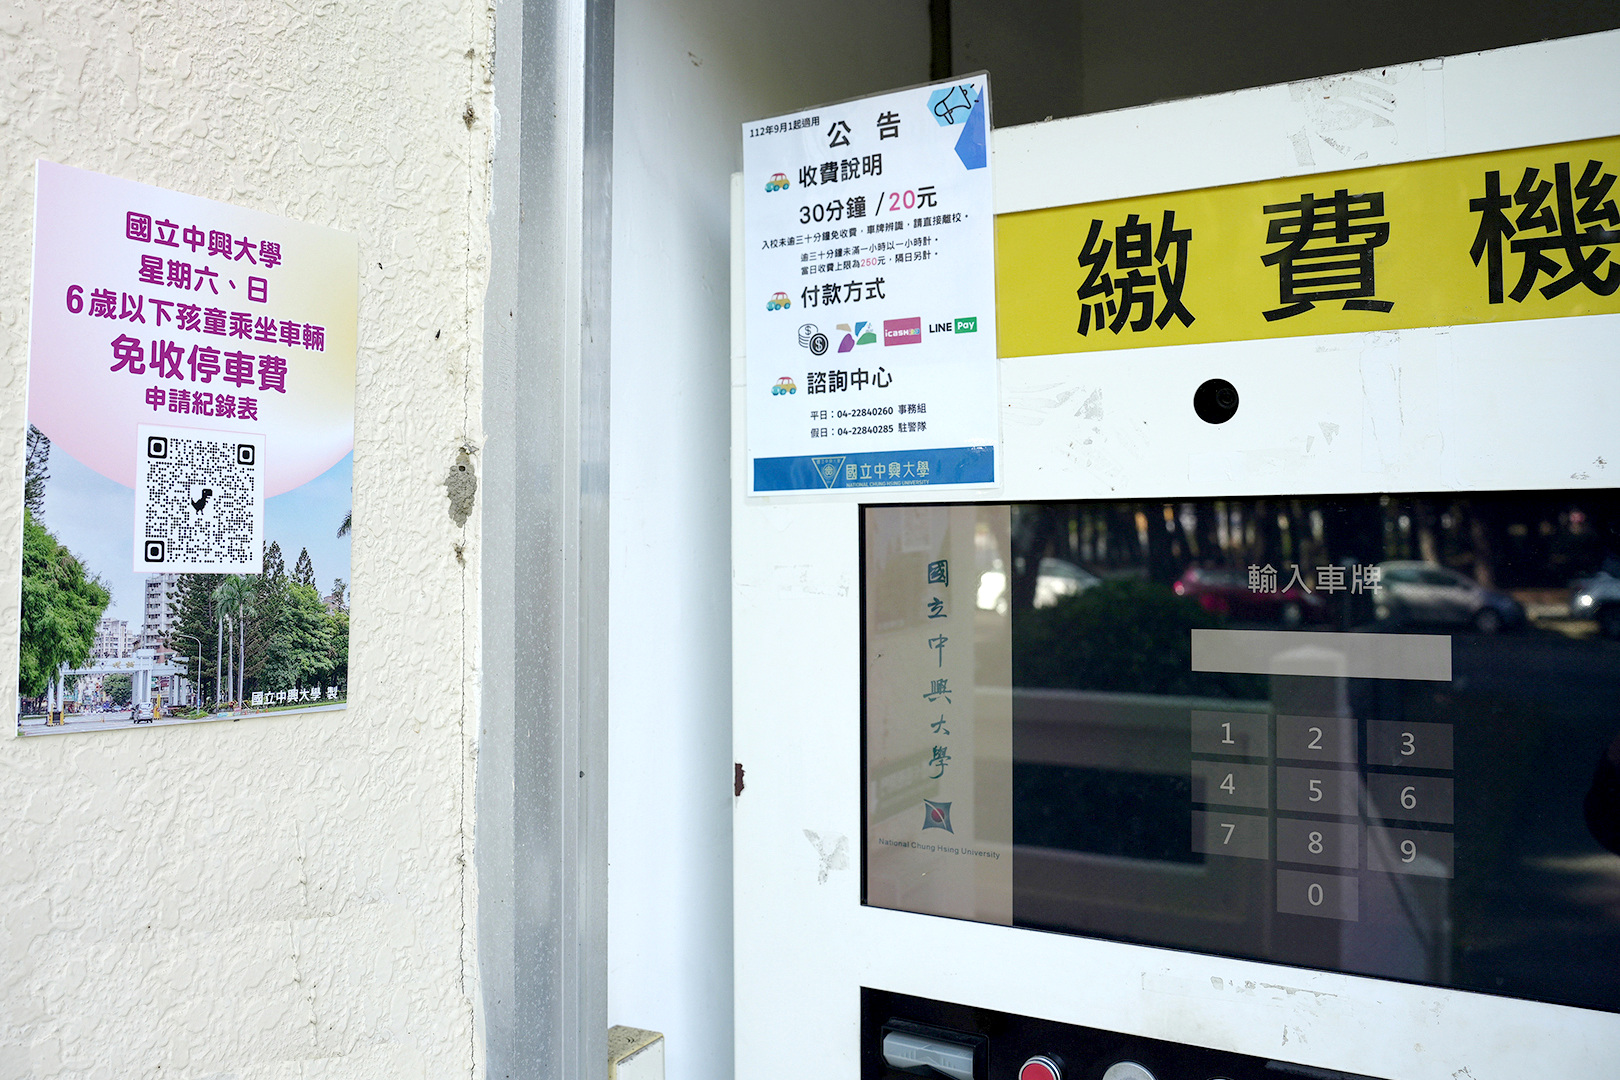 國立中興大學
星期六、日
6歲以下孩童乘坐車輛
免收停車費
申請紀錄表
國立中興大學 製
112年9月1起適用
公告
收費說明
30分鐘 / 20元
入校未逾三十分鐘免收費，車牌辨識，請直接離校。
逾三十分鐘未滿一小時以一小時計。
當日收費上限為250元，隔日另計。
付款方式
icash
LINE Pay
諮詢中心
平日：04-22840260 事務組
假日：04-22840285 駐警隊
國立中興大學
NATIONAL CHUNG HSING UNIVERSITY
繳費機
國立中興大學
National Chung Hsing University
輸入車牌
1 2 3
4 5 6
7 8 9
0